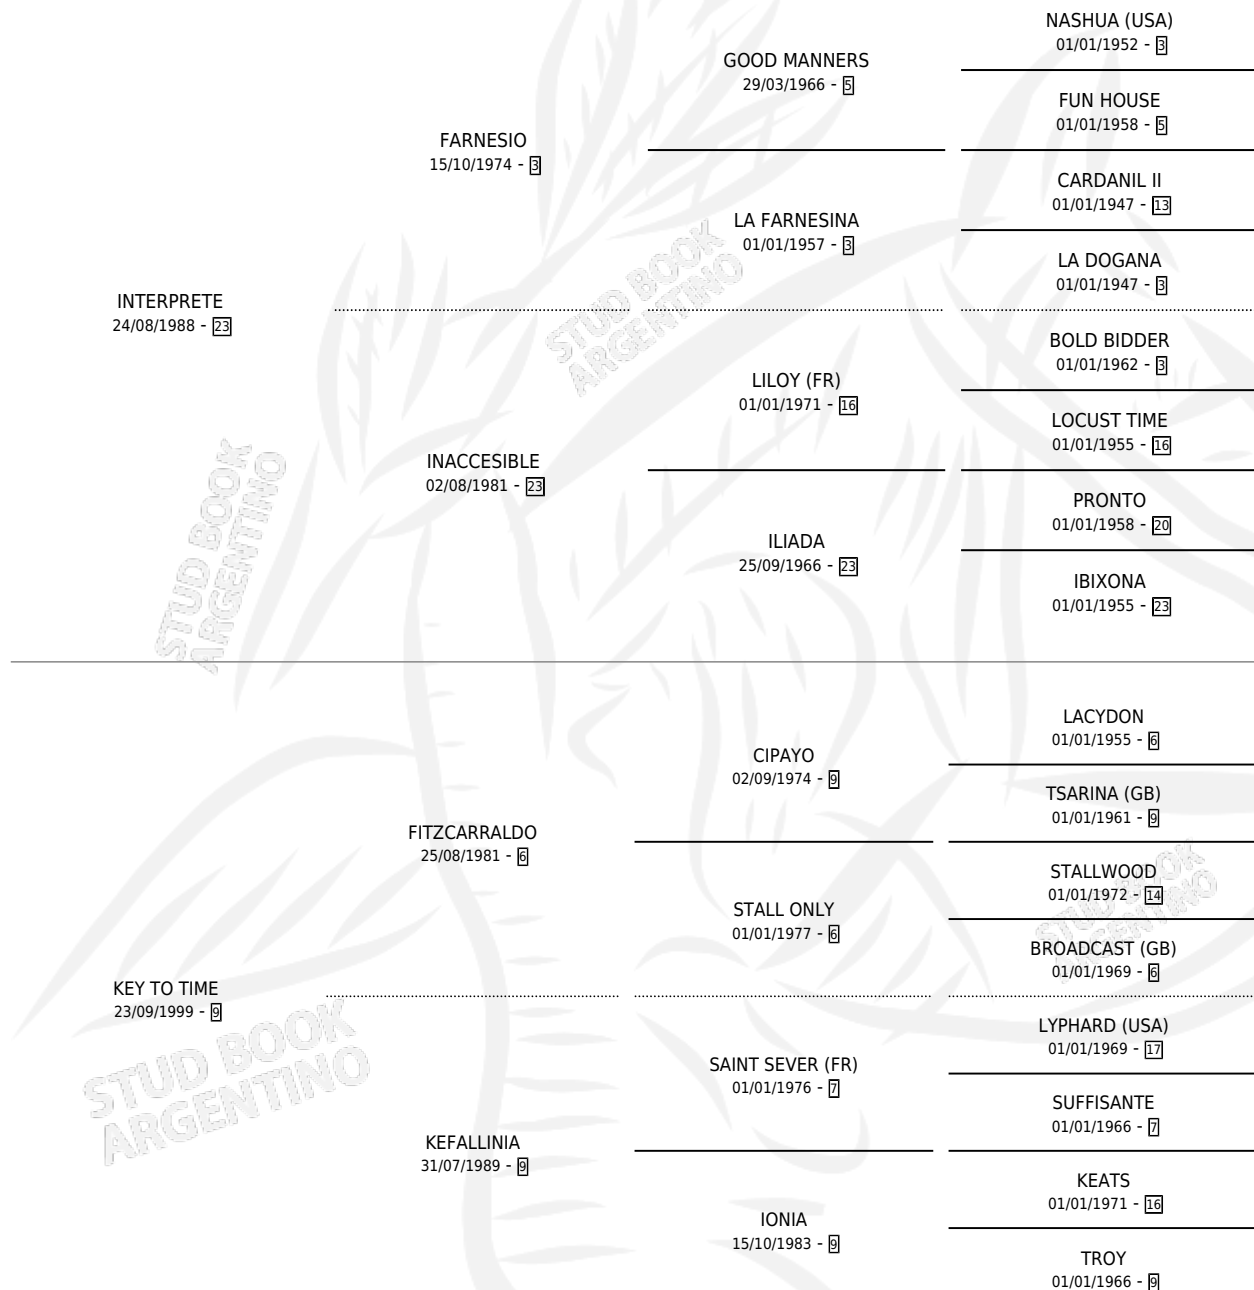 NASHUA (USA)
01/01/1952 - 3
GOOD MANNERS
29/03/1966 - 5
FUN HOUSE
01/01/1958 - 5
FARNESIO
15/10/1974 - 3
CARDANIL II
01/01/1947 - 13
LA FARNESINA
01/01/1957 - 3
LA DOGANA
01/01/1947 - 3
INTERPRETE
24/08/1988 - 23
BOLD BIDDER
01/01/1962 - 3
LILOY (FR)
01/01/1971 - 16
LOCUST TIME
01/01/1955 - 16
INACCESIBLE
02/08/1981 - 23
PRONTO
01/01/1958 - 20
ILIADA
25/09/1966 - 23
IBIXONA
01/01/1955 - 23
LACYDON
01/01/1955 - 6
CIPAYO
02/09/1974 - 9
TSARINA (GB)
01/01/1961 - 9
FITZCARRALDO
25/08/1981 - 6
STALLWOOD
01/01/1972 - 14
STALL ONLY
01/01/1977 - 6
BROADCAST (GB)
01/01/1969 - 6
KEY TO TIME
23/09/1999 - 9
LYPHARD (USA)
01/01/1969 - 17
SAINT SEVER (FR)
01/01/1976 - 7
SUFFISANTE
01/01/1966 - 7
KEFALLINIA
31/07/1989 - 9
KEATS
01/01/1971 - 16
IONIA
15/10/1983 - 9
TROY
01/01/1966 - 9
STUD BOOK
ARGENTINO
STUD BOOK
ARGENTINO
STUD BOOK
ARGENTINO
STUD BOOK
ARGENTINO